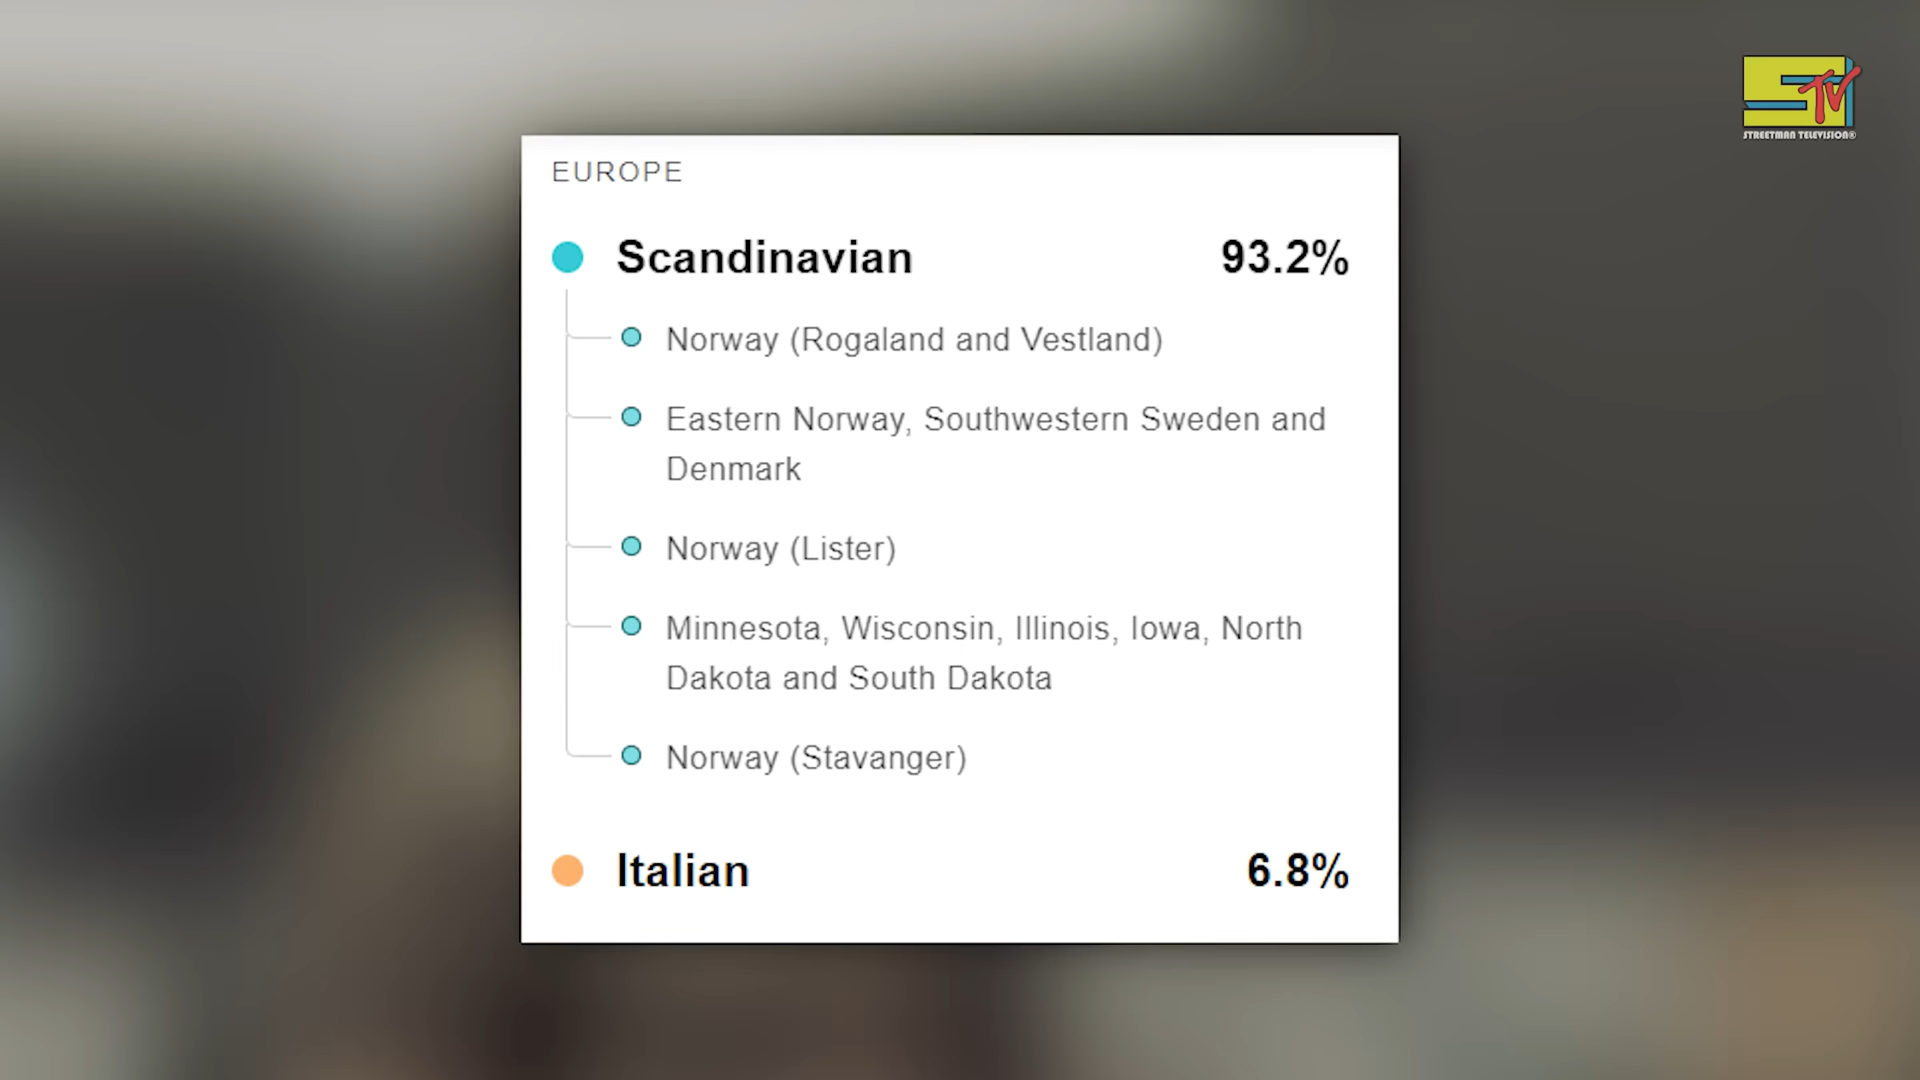 STV
STREETMAN TELEVISION®
EUROPE
Scandinavian 93.2%
Norway (Rogaland and Vestland)
Eastern Norway, Southwestern Sweden and
Denmark
Norway (Lister)
Minnesota, Wisconsin, Illinois, Iowa, North
Dakota and South Dakota
Norway (Stavanger)
Italian 6.8%